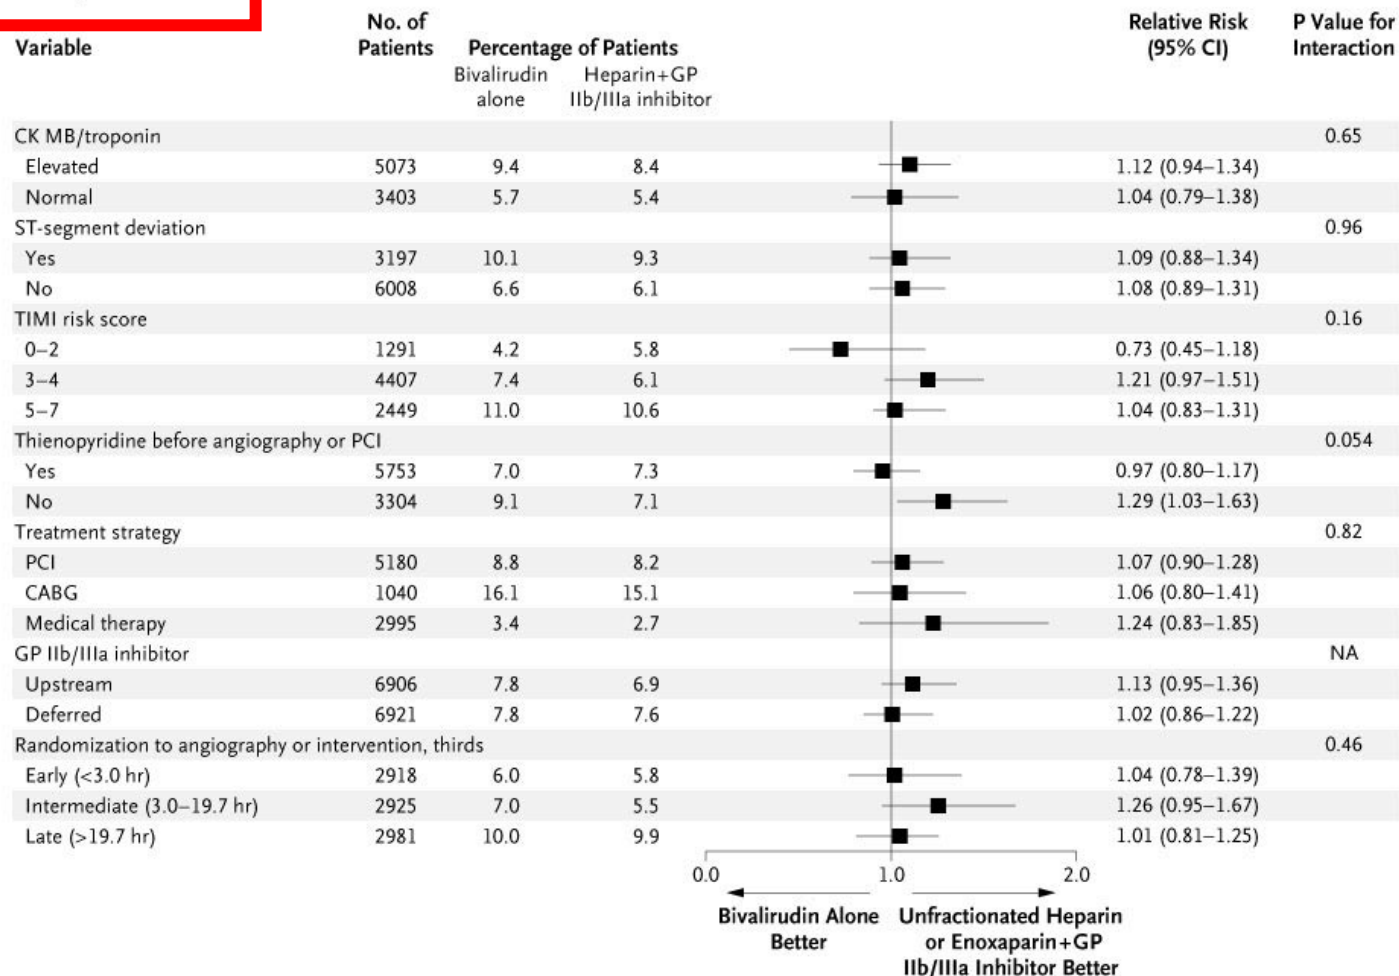 Variable No. of Patients Percentage of Patients Relative Risk (95% CI) P Value for Interaction
Bivalirudin alone Heparin+GP IIb/IIIa inhibitor
CK MB/troponin 0.65
Elevated 5073 9.4 8.4 1.12 (0.94–1.34)
Normal 3403 5.7 5.4 1.04 (0.79–1.38)
ST-segment deviation 0.96
Yes 3197 10.1 9.3 1.09 (0.88–1.34)
No 6008 6.6 6.1 1.08 (0.89–1.31)
TIMI risk score 0.16
0–2 1291 4.2 5.8 0.73 (0.45–1.18)
3–4 4407 7.4 6.1 1.21 (0.97–1.51)
5–7 2449 11.0 10.6 1.04 (0.83–1.31)
Thienopyridine before angiography or PCI 0.054
Yes 5753 7.0 7.3 0.97 (0.80–1.17)
No 3304 9.1 7.1 1.29 (1.03–1.63)
Treatment strategy 0.82
PCI 5180 8.8 8.2 1.07 (0.90–1.28)
CABG 1040 16.1 15.1 1.06 (0.80–1.41)
Medical therapy 2995 3.4 2.7 1.24 (0.83–1.85)
GP IIb/IIIa inhibitor NA
Upstream 6906 7.8 6.9 1.13 (0.95–1.36)
Deferred 6921 7.8 7.6 1.02 (0.86–1.22)
Randomization to angiography or intervention, thirds 0.46
Early (<3.0 hr) 2918 6.0 5.8 1.04 (0.78–1.39)
Intermediate (3.0–19.7 hr) 2925 7.0 5.5 1.26 (0.95–1.67)
Late (>19.7 hr) 2981 10.0 9.9 1.01 (0.81–1.25)
0.0 1.0 2.0
Bivalirudin Alone Unfractionated Heparin
Better or Enoxaparin+GP
IIb/IIIa Inhibitor Better